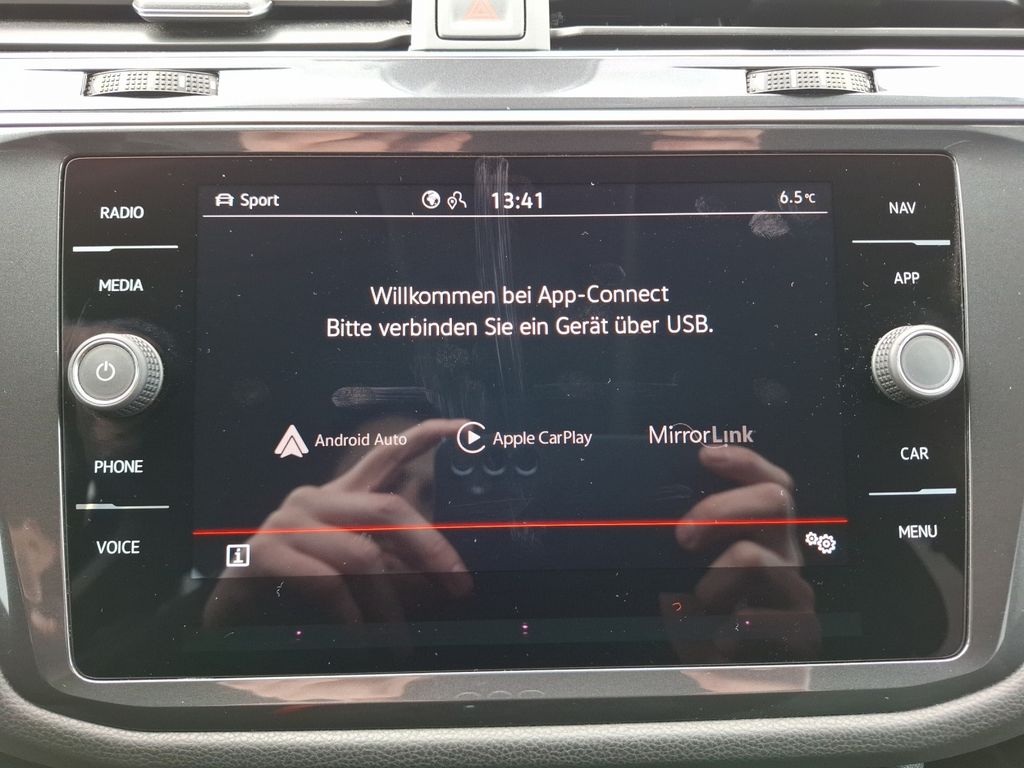 Sport 13:41 6.5°C
RADIO
NAV
MEDIA
APP
Willkommen bei App-Connect
Bitte verbinden Sie ein Gerät über USB.
Android Auto Apple CarPlay MirrorLink
PHONE
CAR
VOICE
MENU